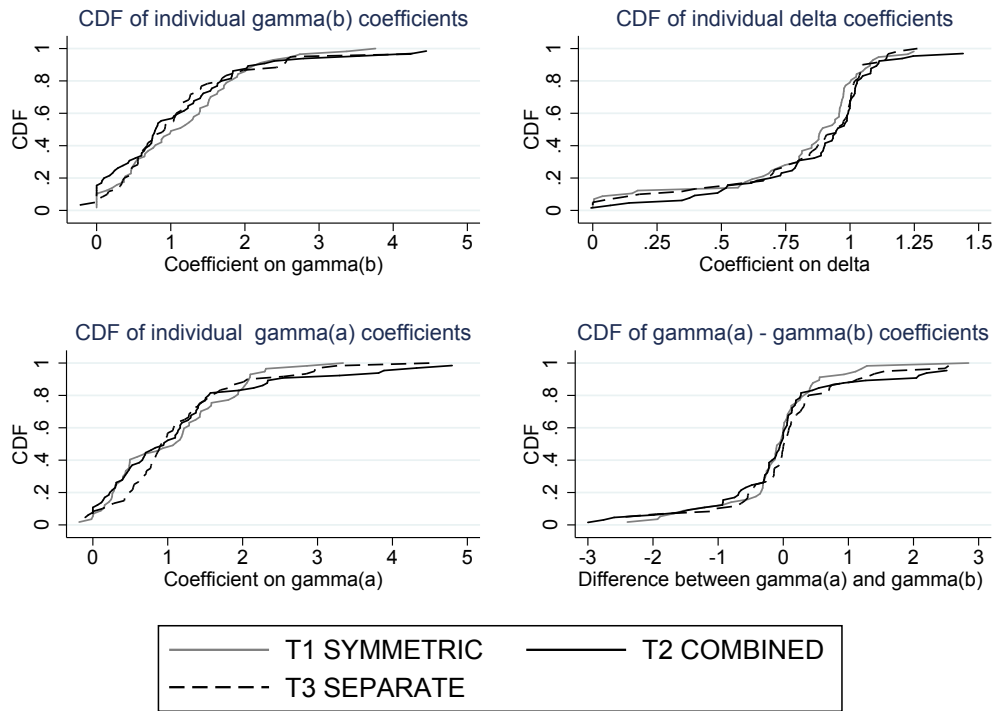 CDF of individual gamma(b) coefficients
CDF
0 .2 .4 .6 .8 1
0 1 2 3 4 5
Coefficient on gamma(b)
CDF of individual delta coefficients
CDF
0 .2 .4 .6 .8 1
0 .25 .5 .75 1 1.25 1.5
Coefficient on delta
CDF of individual  gamma(a) coefficients
CDF
0 .2 .4 .6 .8 1
0 1 2 3 4 5
Coefficient on gamma(a)
CDF of gamma(a) - gamma(b) coefficients
CDF
0 .2 .4 .6 .8 1
-3 -2 -1 0 1 2 3
Difference between gamma(a) and gamma(b)
T1 SYMMETRIC
T2 COMBINED
T3 SEPARATE